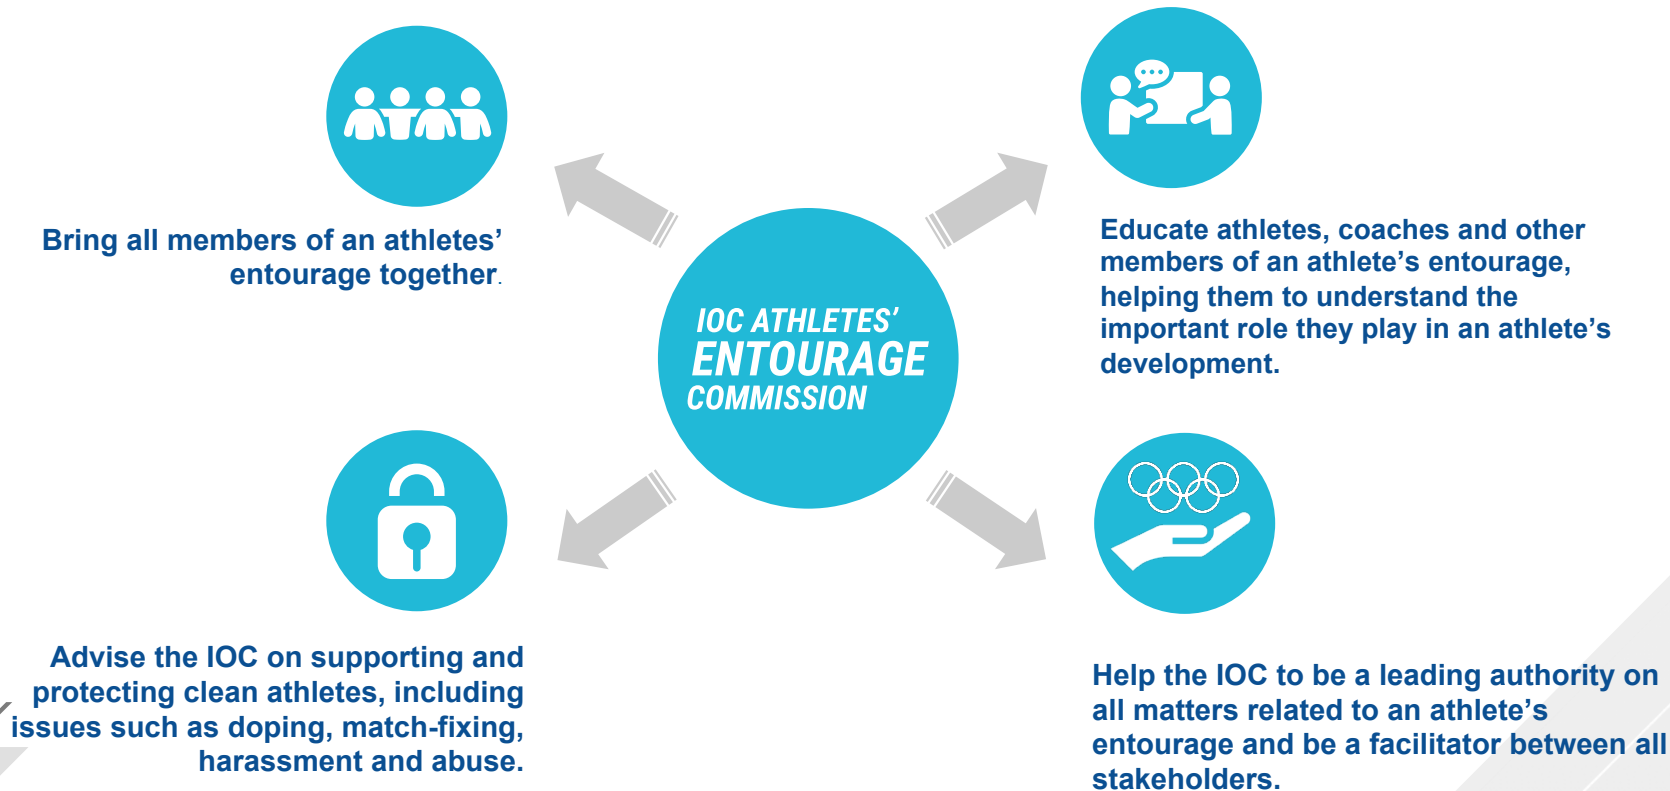 Bring all members of an athletes’
entourage together.
Educate athletes, coaches and other
members of an athlete’s entourage,
helping them to understand the
important role they play in an athlete’s
development.
IOC ATHLETES’
ENTOURAGE
COMMISSION
Advise the IOC on supporting and
protecting clean athletes, including
issues such as doping, match-fixing,
harassment and abuse.
Help the IOC to be a leading authority on
all matters related to an athlete’s
entourage and be a facilitator between all
stakeholders.